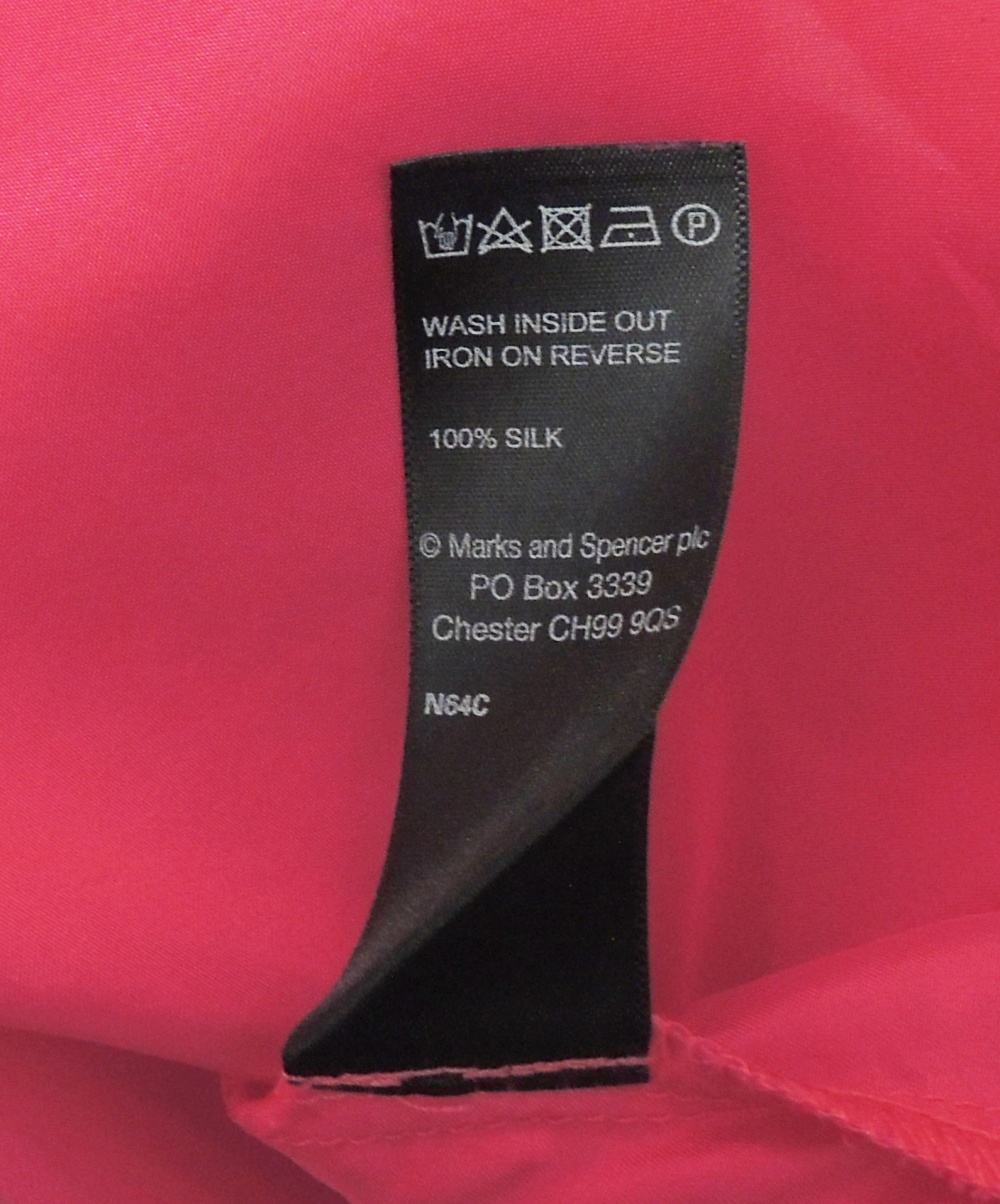 P
WASH INSIDE OUT
IRON ON REVERSE
100% SILK
© Marks and Spencer plc
PO Box 3339
Chester CH99 9QS
N64C